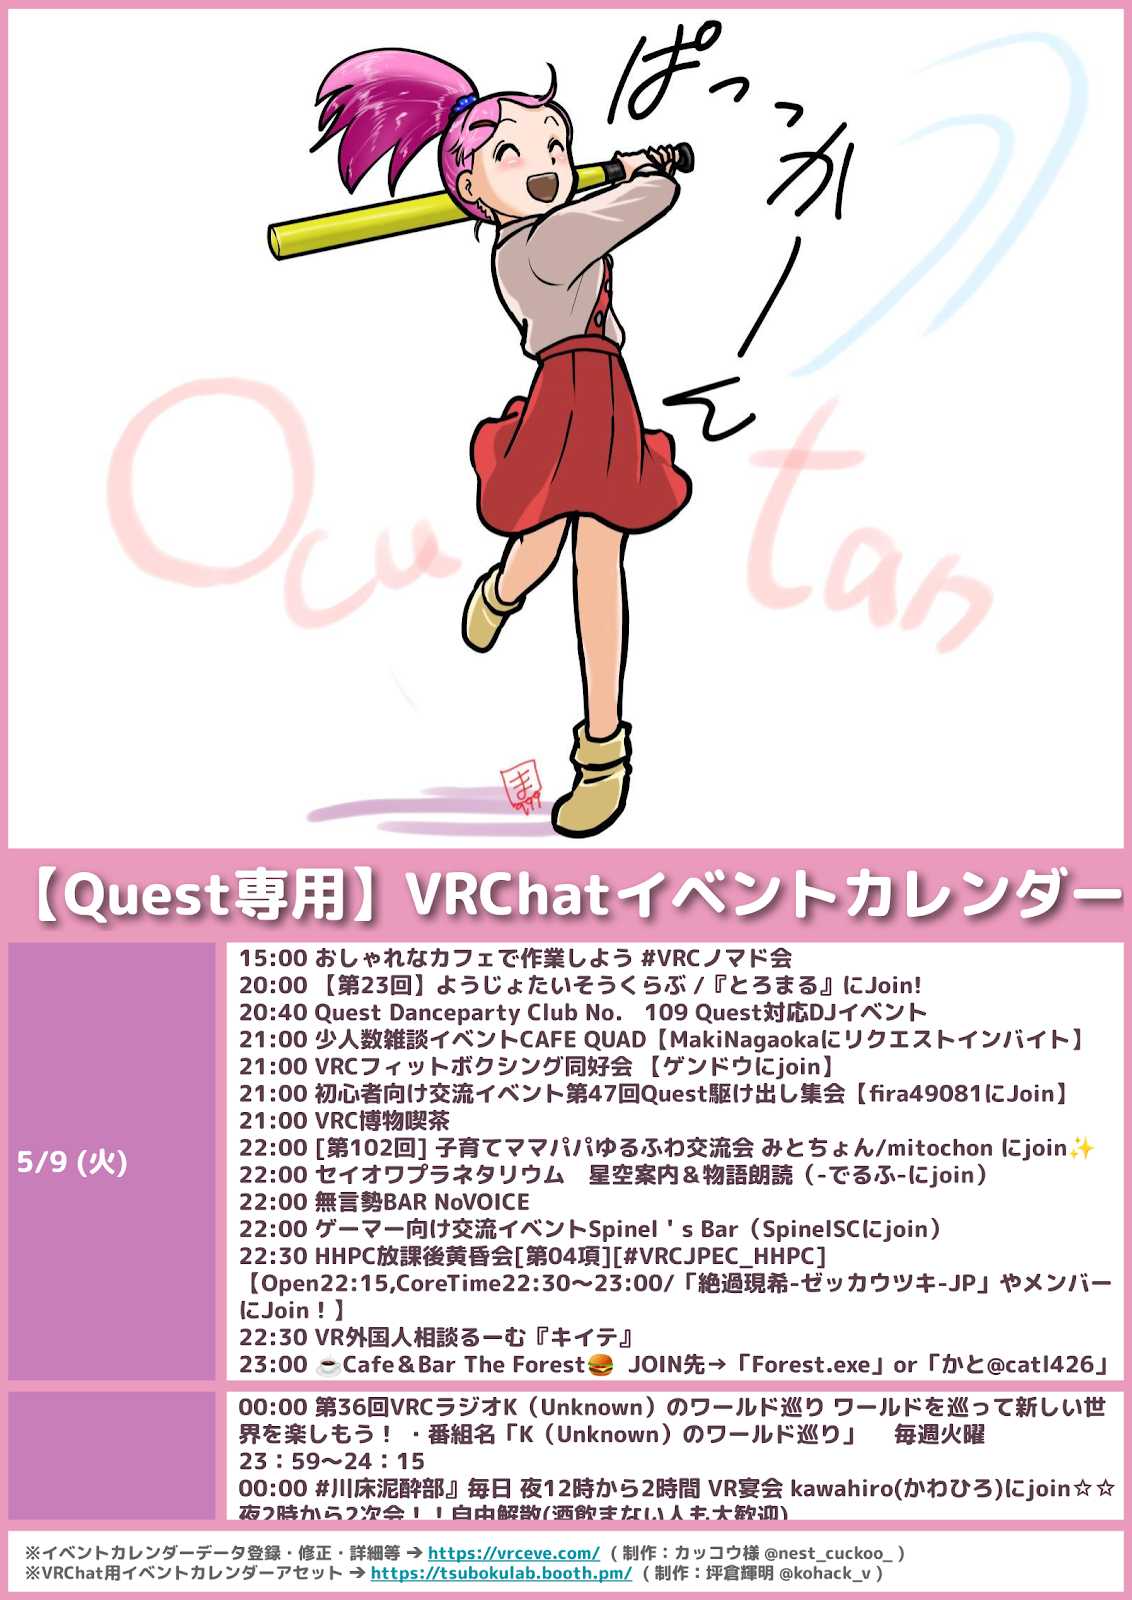 ぱっっかーーん
Ocu tan
ま
999
【Quest専用】VRChatイベントカレンダー
5/9 (火)
15:00 おしゃれなカフェで作業しよう #VRCノマド会
20:00 【第23回】ようじょたいそうくらぶ /『とろまる』にJoin!
20:40 Quest Danceparty Club No.　109 Quest対応DJイベント
21:00 少人数雑談イベントCAFE QUAD【MakiNagaokaにリクエストインバイト】
21:00 VRCフィットボクシング同好会 【ゲンドウにjoin】
21:00 初心者向け交流イベント第47回Quest駆け出し集会【fira49081にJoin】
21:00 VRC博物喫茶
22:00 [第102回] 子育てママパパゆるふわ交流会 みとちょん/mitochon にjoin✨
22:00 セイオワプラネタリウム　星空案内＆物語朗読（-でるふ-にjoin）
22:00 無言勢BAR NoVOICE
22:00 ゲーマー向け交流イベントSpinel＇s Bar（SpinelSCにjoin）
22:30 HHPC放課後黄昏会[第04項][#VRCJPEC_HHPC]
【Open22:15,CoreTime22:30～23:00/「絶過現希-ゼッカウツキ-JP」やメンバー
にJoin！】
22:30 VR外国人相談るーむ『キイテ』
23:00 ☕Cafe＆Bar The Forest🍔 JOIN先→「Forest.exe」or「かと@catl426」
00:00 第36回VRCラジオK（Unknown）のワールド巡り ワールドを巡って新しい世
界を楽しもう！ ・番組名「K（Unknown）のワールド巡り」　毎週火曜
23：59～24：15
00:00 #川床泥酔部』毎日 夜12時から2時間 VR宴会 kawahiro(かわひろ)にjoin☆☆
夜2時から2次会！！自由解散(酒飲まない人も大歓迎)
※イベントカレンダーデータ登録・修正・詳細等 ➔ https://vrceve.com/ （ 制作：カッコウ様 @nest_cuckoo_ ）
※VRChat用イベントカレンダーアセット ➔ https://tsubokulab.booth.pm/ （ 制作：坪倉輝明 @kohack_v ）